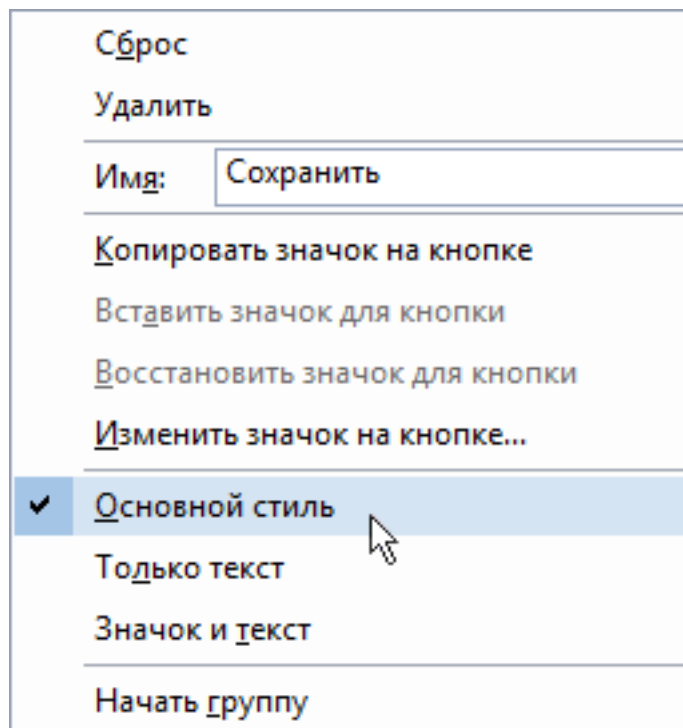 Сброс
Удалить
Имя: Сохранить
Копировать значок на кнопке
Вставить значок для кнопки
Восстановить значок для кнопки
Изменить значок на кнопке...
Основной стиль
Только текст
Значок и текст
Начать группу